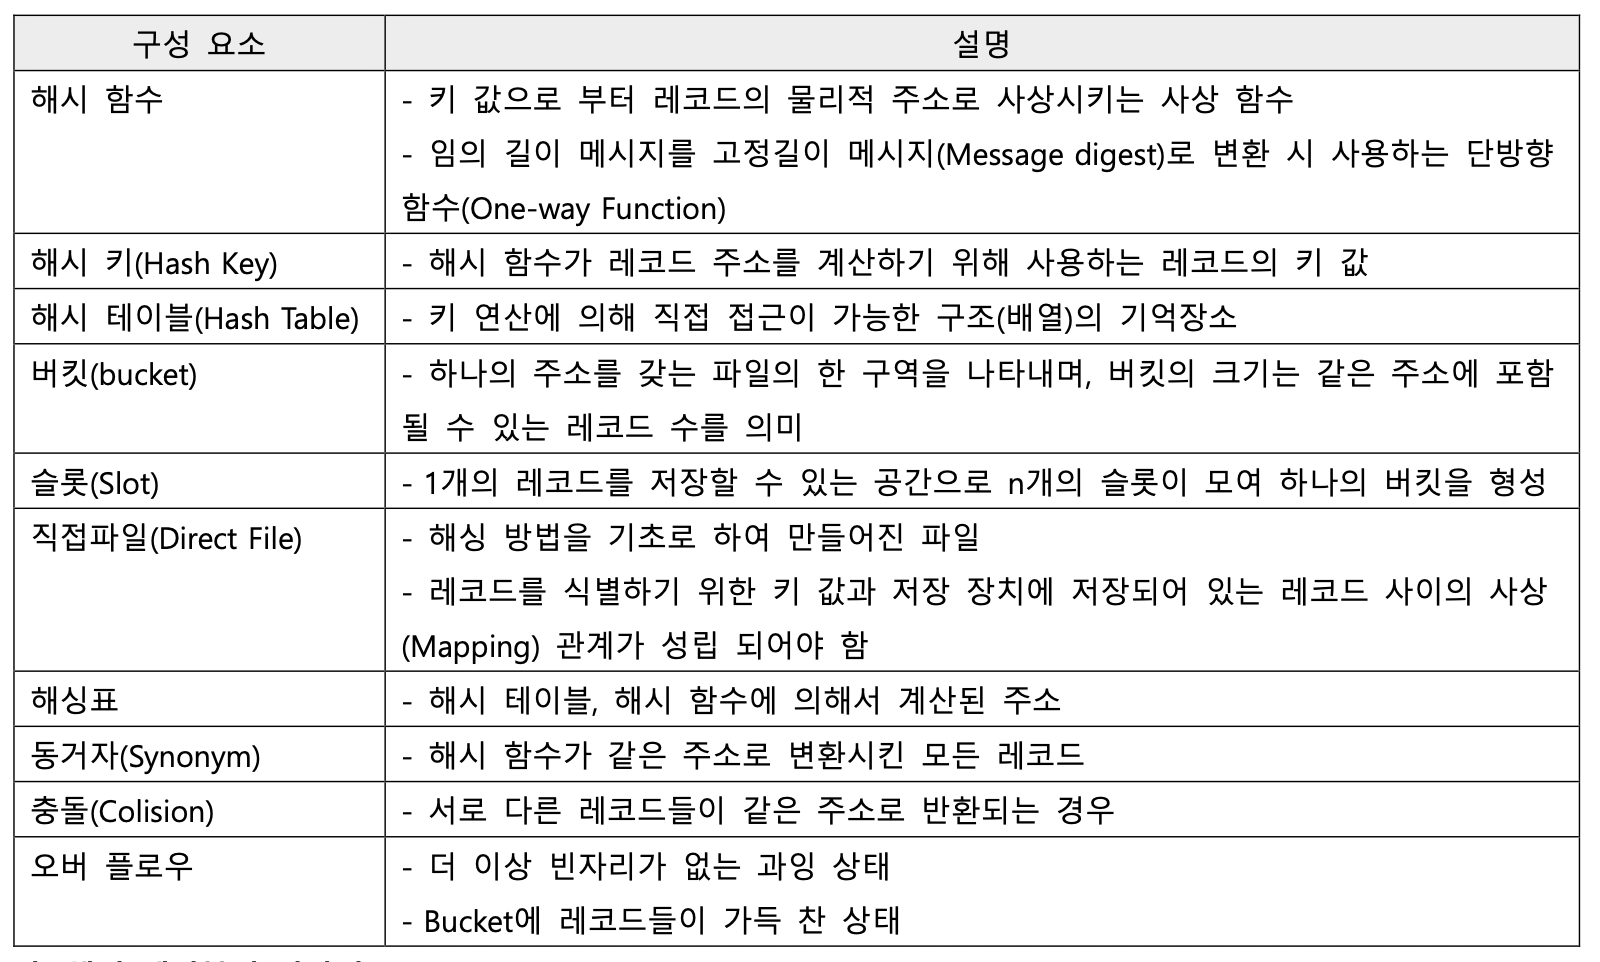 구성 요소
설명
해시 함수
- 키 값으로 부터 레코드의 물리적 주소로 사상시키는 사상 함수
- 임의 길이 메시지를 고정길이 메시지(Message digest)로 변환 시 사용하는 단방향
함수(One-way Function)
해시 키(Hash Key)
- 해시 함수가 레코드 주소를 계산하기 위해 사용하는 레코드의 키 값
해시 테이블(Hash Table)
- 키 연산에 의해 직접 접근이 가능한 구조(배열)의 기억장소
버킷(bucket)
- 하나의 주소를 갖는 파일의 한 구역을 나타내며, 버킷의 크기는 같은 주소에 포함
될 수 있는 레코드 수를 의미
슬롯(Slot)
- 1개의 레코드를 저장할 수 있는 공간으로 n개의 슬롯이 모여 하나의 버킷을 형성
직접파일(Direct File)
- 해싱 방법을 기초로 하여 만들어진 파일
- 레코드를 식별하기 위한 키 값과 저장 장치에 저장되어 있는 레코드 사이의 사상
(Mapping) 관계가 성립 되어야 함
해싱표
- 해시 테이블, 해시 함수에 의해서 계산된 주소
동거자(Synonym)
- 해시 함수가 같은 주소로 변환시킨 모든 레코드
충돌(Colision)
- 서로 다른 레코드들이 같은 주소로 반환되는 경우
오버 플로우
- 더 이상 빈자리가 없는 과잉 상태
- Bucket에 레코드들이 가득 찬 상태